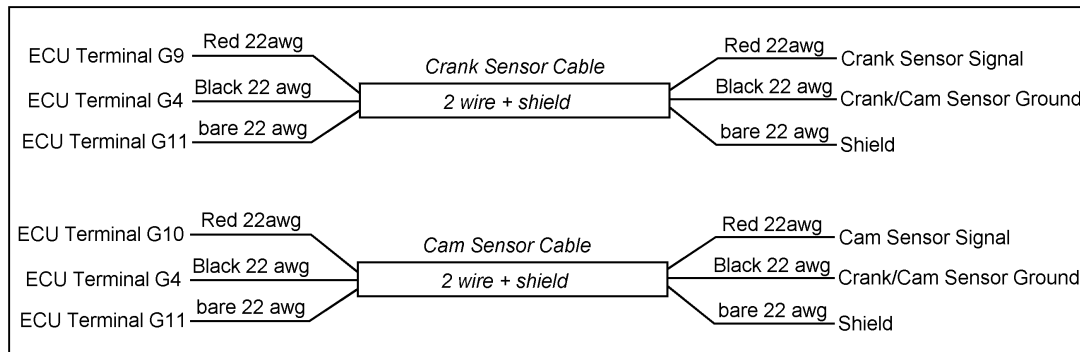 ECU Terminal G9
Red 22awg
Crank Sensor Cable
Red 22awg
Crank Sensor Signal
ECU Terminal G4
Black 22 awg
2 wire + shield
Black 22 awg
Crank/Cam Sensor Ground
ECU Terminal G11
bare 22 awg
bare 22 awg
Shield
ECU Terminal G10
Red 22awg
Cam Sensor Cable
Red 22awg
Cam Sensor Signal
ECU Terminal G4
Black 22 awg
2 wire + shield
Black 22 awg
Crank/Cam Sensor Ground
ECU Terminal G11
bare 22 awg
bare 22 awg
Shield